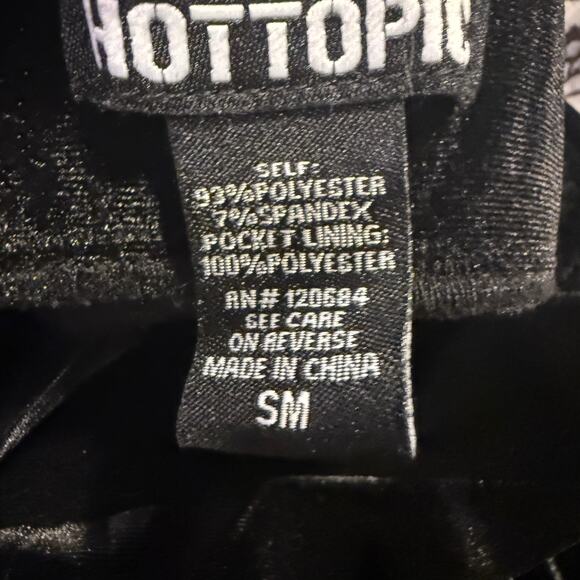 HOTTOPIC
SELF:
93%POLYESTER
7%SPANDEX
POCKET LINING:
100%POLYESTER
RN# 120684
SEE CARE
ON REVERSE
MADE IN CHINA
SM